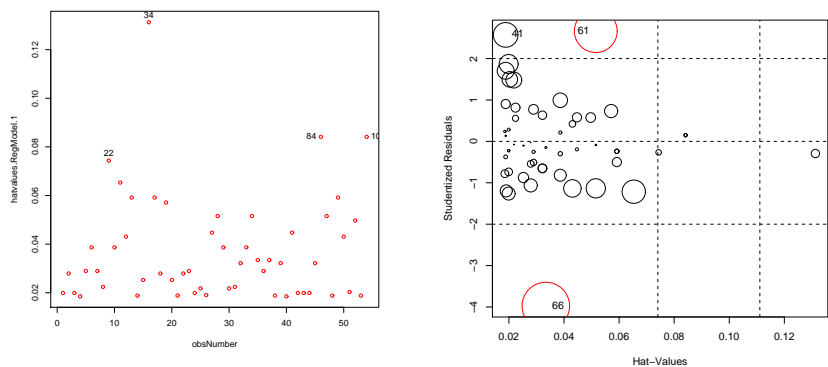 34
84
10
22
0.02 0.04 0.06 0.08 0.10 0.12
hatvalues.RegModel.1
0 10 20 30 40 50
obsNumber
41
61
66
-4 -3 -2 -1 0 1 2
Studentized Residuals
0.02 0.04 0.06 0.08 0.10 0.12
Hat−Values